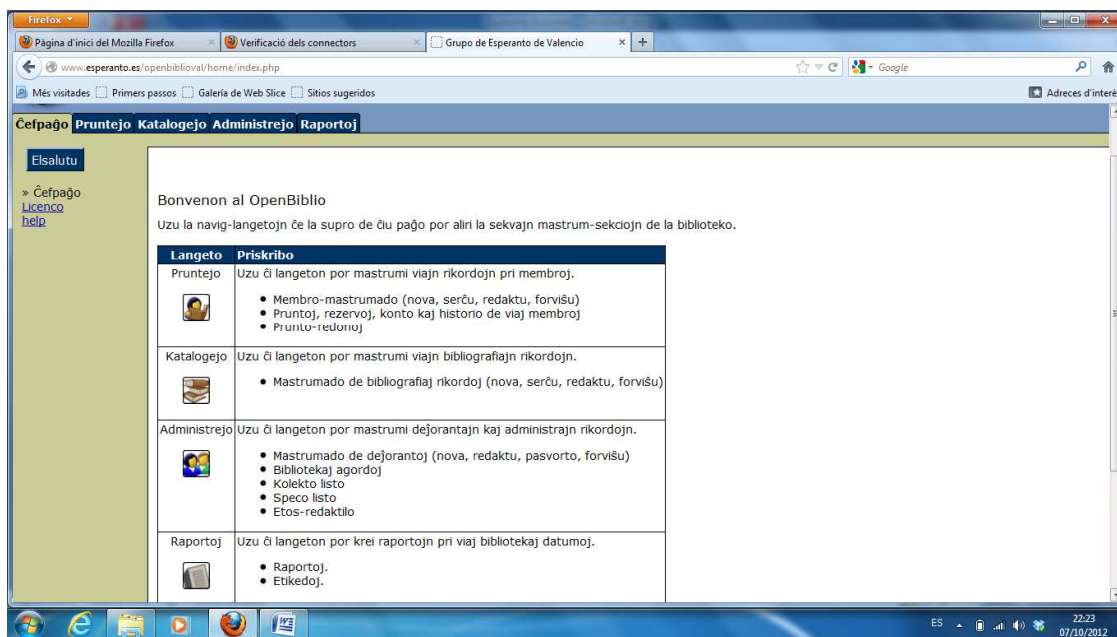 Firefox
Pàgina d'inici del Mozilla Firefox
Verificació dels connectors
Grupo de Esperanto de Valencio
www.esperanto.es/openbiblioval/home/index.php
Google
Més visitades Primers passos Galería de Web Slice Sitios sugeridos
Adreces d'interè
Ĉefpaĝo Pruntejo Katalogejo Administrejo Raportoj
Elsalutu
» Ĉefpaĝo
Licenco
help
Bonvenon al OpenBiblio
Uzu la navig-langetojn ĉe la supro de ĉiu paĝo por aliri la sekvajn mastrum-sekciojn de la biblioteko.
Langeto Priskribo
Pruntejo Uzu ĉi langeton por mastrumi viajn rikordojn pri membroj.
• Membro-mastrumado (nova, serĉu, redaktu, forviŝu)
• Pruntoj, rezervoj, konto kaj historio de viaj membroj
• Prunto-redonoj
Katalogejo Uzu ĉi langeton por mastrumi viajn bibliografiajn rikordojn.
• Mastrumado de bibliografiaj rikordoj (nova, serĉu, redaktu, forviŝu)
Administrejo Uzu ĉi langeton por mastrumi deĵorantajn kaj administrajn rikordojn.
• Mastrumado de deĵorantoj (nova, redaktu, pasvorto, forviŝu)
• Bibliotekaj agordoj
• Kolekto listo
• Speco listo
• Etos-redaktilo
Raportoj Uzu ĉi langeton por krei raportojn pri viaj bibliotekaj datumoj.
• Raportoj.
• Etikedoj.
ES
22:23
07/10/2012